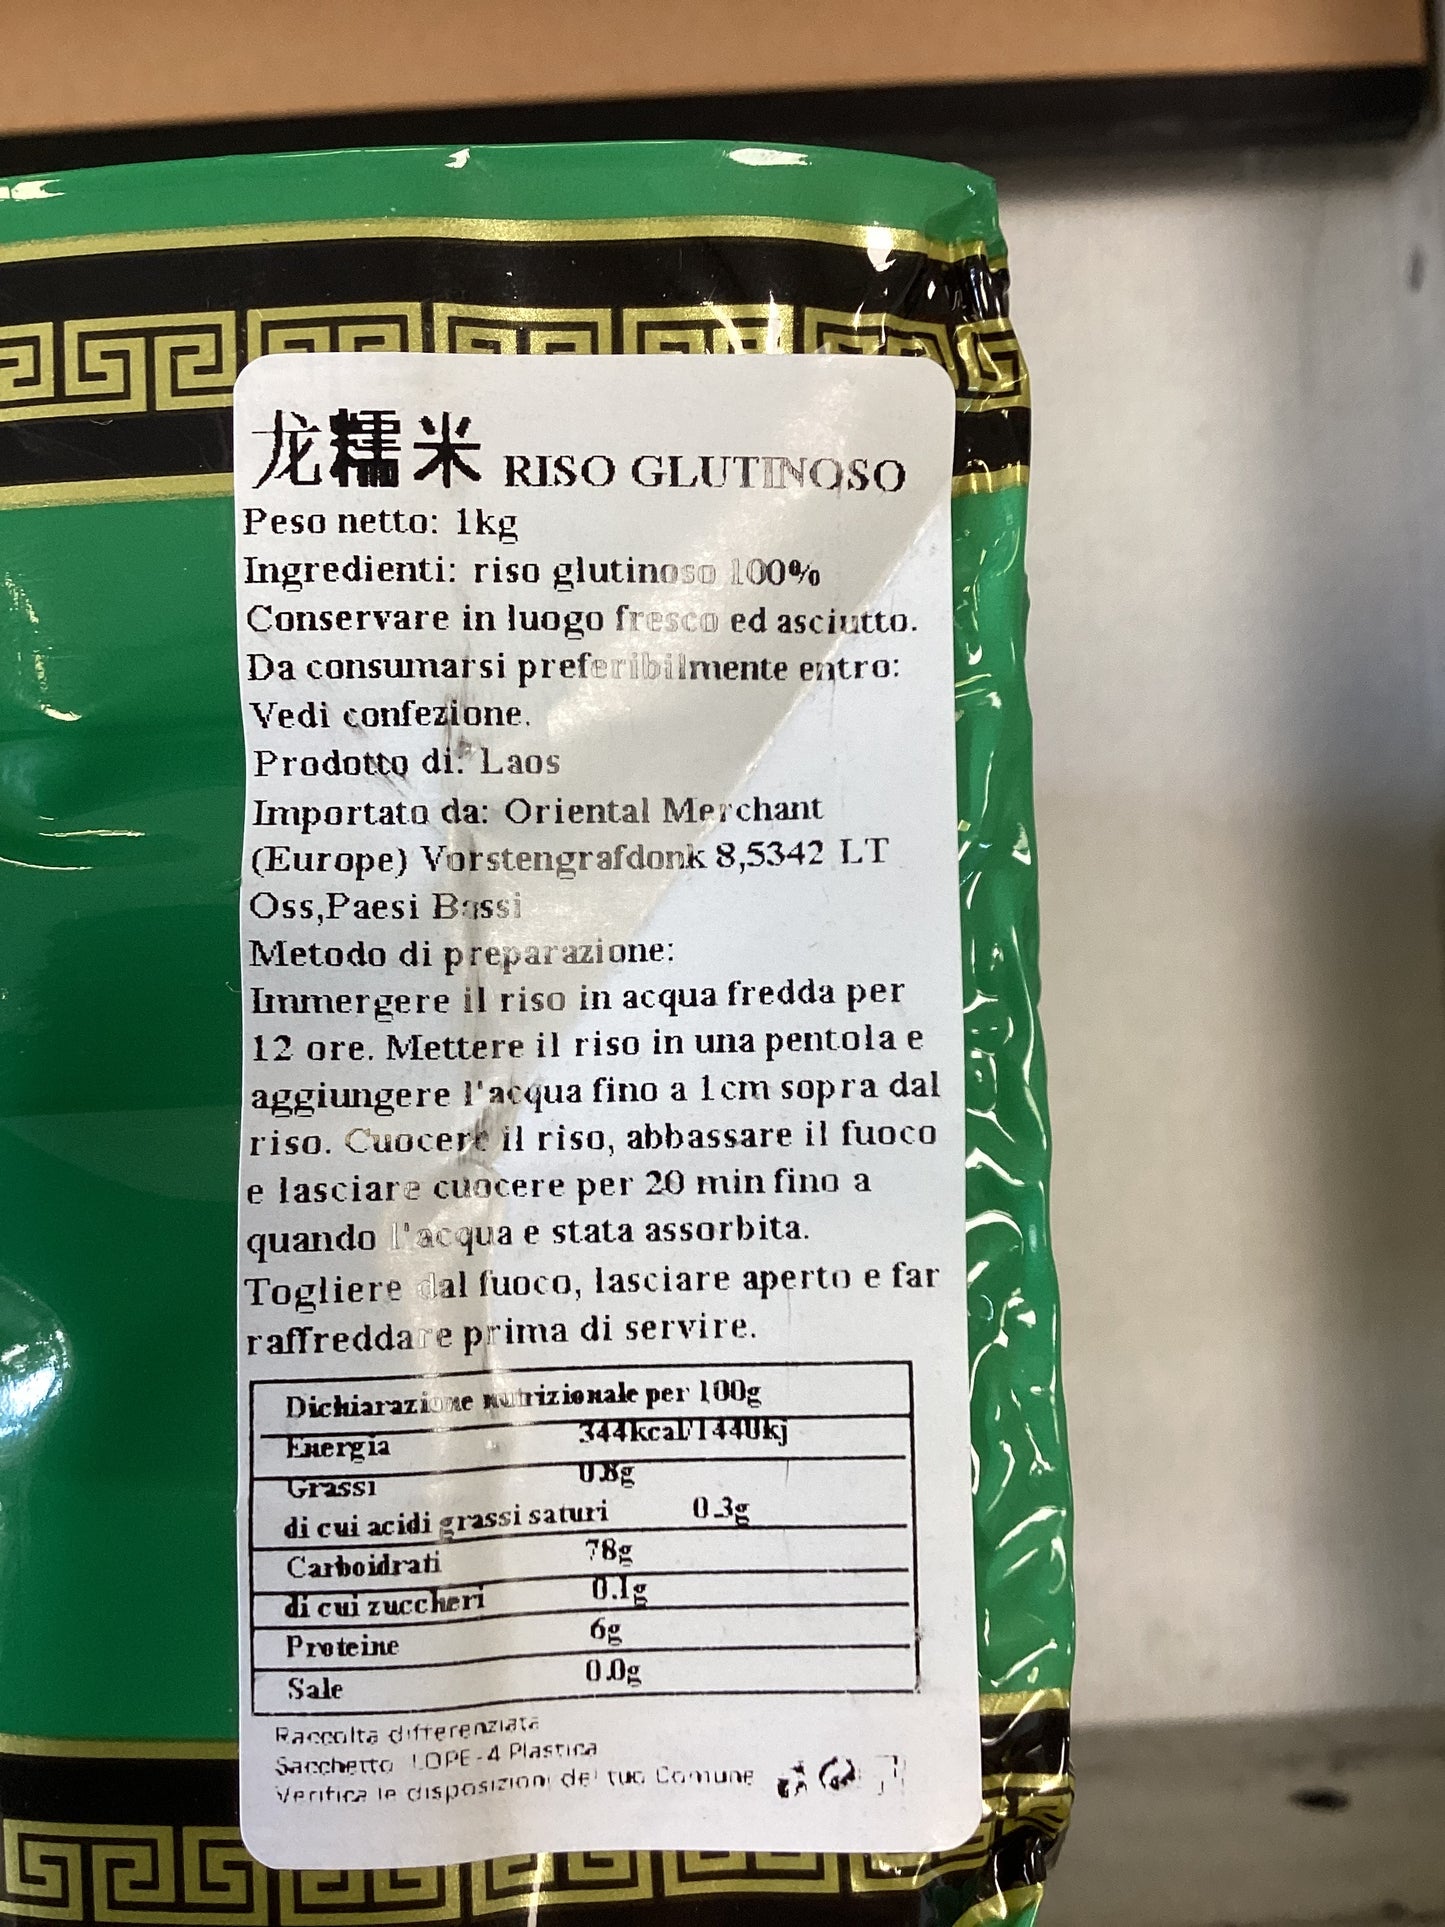 龙糯米 RISO GLUTINOSO
Peso netto: 1kg
Ingredienti: riso glutinoso 100%
Conservare in luogo fresco ed asciutto.
Da consumarsi preferibilmente entro:
Vedi confezione.
Prodotto di: Laos
Importato da: Oriental Merchant
(Europe) Vorstengrafdonk 8,5342 LT
Oss,Paesi Bassi
Metodo di preparazione:
Immergere il riso in acqua fredda per
12 ore. Mettere il riso in una pentola e
aggiungere l'acqua fino a 1cm sopra dal
riso. Cuocere il riso, abbassare il fuoco
e lasciare cuocere per 20 min fino a
quando l'acqua e stata assorbita.
Togliere dal fuoco, lasciare aperto e far
raffreddare prima di servire.
Dichiarazione nutrizionale per 100g
Energia 344kcal/1440kj
Grassi 0.8g
di cui acidi grassi saturi 0.3g
Carboidrati 78g
di cui zuccheri 0.1g
Proteine 6g
Sale 0.0g
Raccolta differenziata
Sacchetto LDPE-4 Plastica
Verifica le disposizioni del tuo Comune